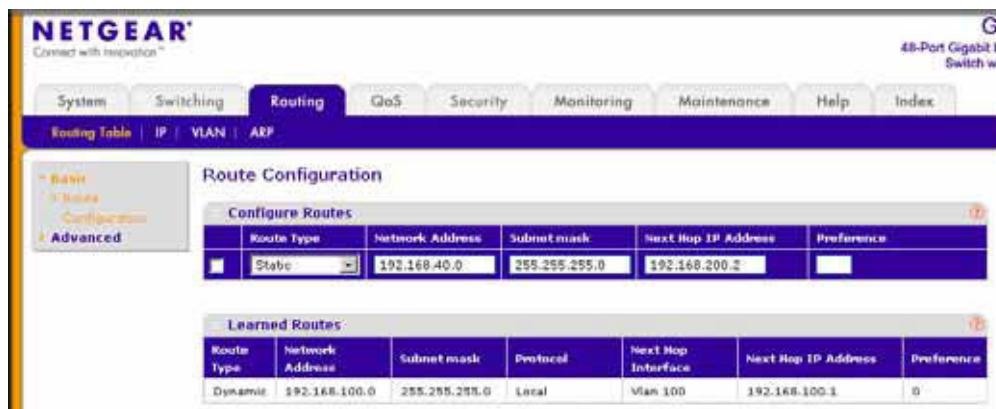 NETGEAR
Connect with Innovation™
G
48-Port Gigabit
Switch w
System Switching Routing QoS Security Monitoring Maintenance Help Index
Routing Table | IP | VLAN | ARP
Basic
Route
Configuration
Advanced
Route Configuration
Configure Routes
Route Type Network Address Subnet mask Next Hop IP Address Preference
Static 192.168.40.0 255.255.255.0 192.168.200.2
Learned Routes
Route Type Network Address Subnet mask Protocol Next Hop Interface Next Hop IP Address Preference
Dynamic 192.168.100.0 255.255.255.0 Local Vlan 100 192.168.100.1 0